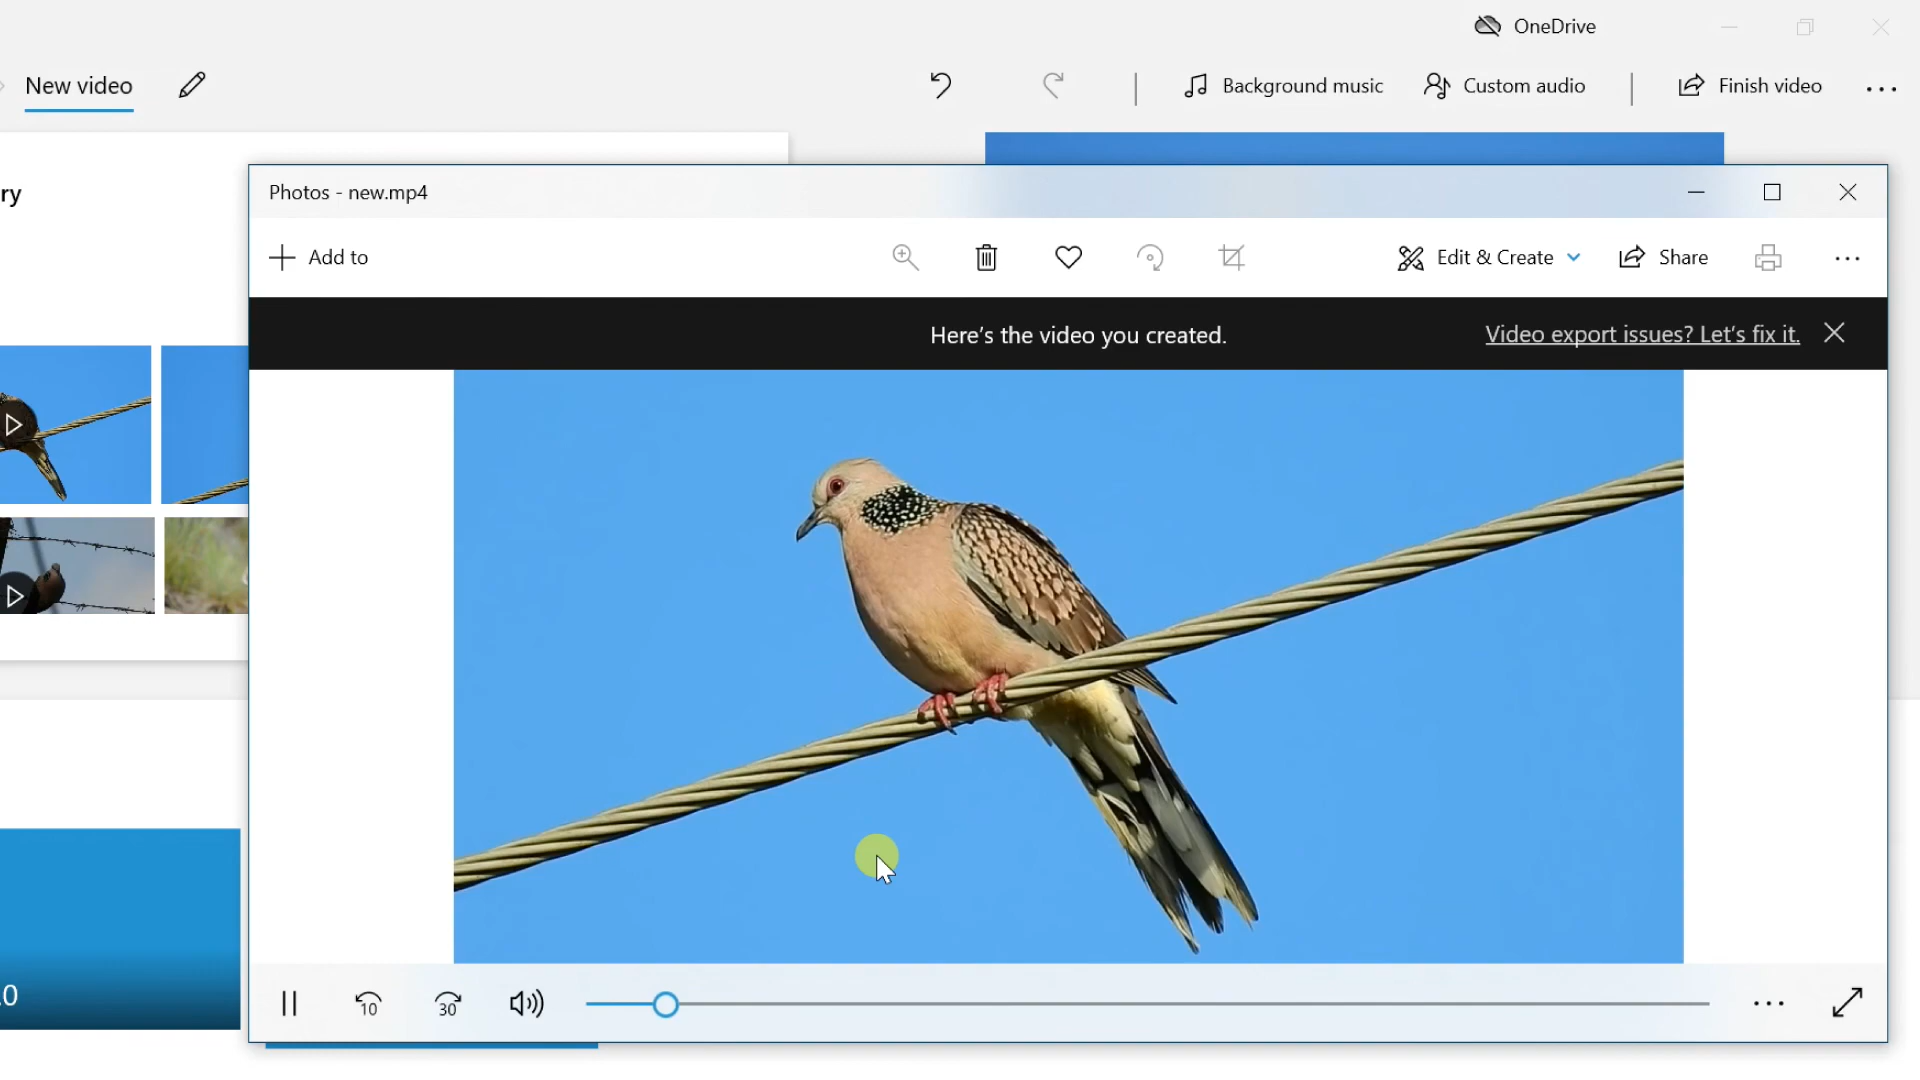 OneDrive
New video
Background music
Custom audio
Finish video
ry
Photos - new.mp4
Add to
Edit & Create
Share
Here's the video you created.
Video export issues? Let's fix it.
.0
10
30